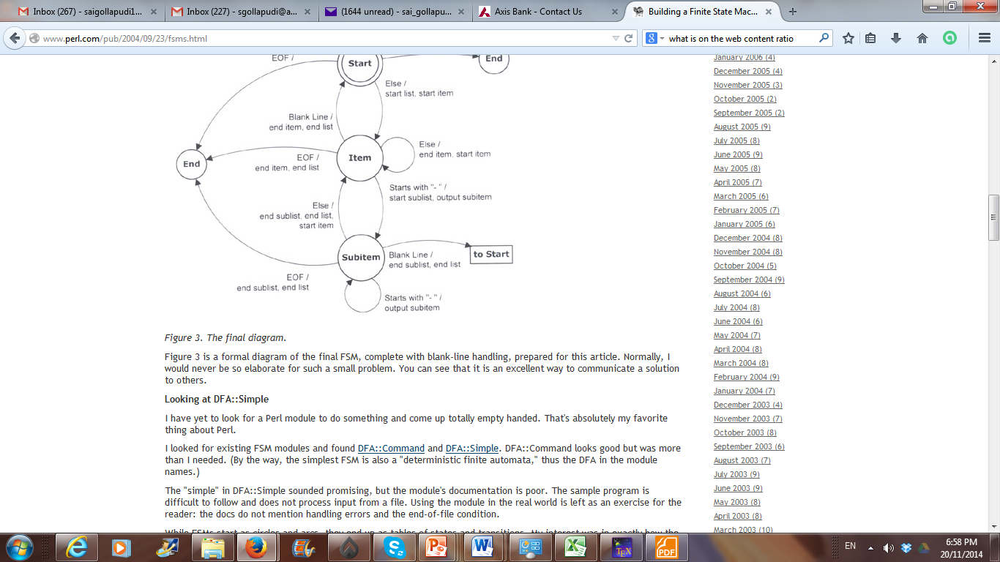 Inbox (267) - saigollapudi1...
Inbox (227) - sgollapudi@a...
(1644 unread) - sai_gollapu...
Axis Bank - Contact Us
Building a Finite State Mac...
www.perl.com/pub/2004/09/23/fsms.html
what is on the web content ratio
EOF /
Start
End
Else /
start list, start item
Blank Line /
end item, end list
End
EOF /
end item, end list
Item
Else /
end item, start item
Starts with "- " /
start sublist, output subitem
Else /
end sublist, end list,
start item
Subitem
Blank Line /
end sublist, end list
to Start
EOF /
end sublist, end list
Starts with "- " /
output subitem
Figure 3. The final diagram.
Figure 3 is a formal diagram of the final FSM, complete with blank-line handling, prepared for this article. Normally, I
would never be so elaborate for such a small problem. You can see that it is an excellent way to communicate a solution
to others.
Looking at DFA::Simple
I have yet to look for a Perl module to do something and come up totally empty handed. That's absolutely my favorite
thing about Perl.
I looked for existing FSM modules and found DFA::Command and DFA::Simple. DFA::Command looks good but was more
than I needed. (By the way, the simplest FSM is also a "deterministic finite automata," thus the DFA in the module
names.)
The "simple" in DFA::Simple sounded promising, but the module's documentation is poor. The sample program is
difficult to follow and does not process input from a file. Using the module in the real world is left as an exercise for the
reader: the docs do not mention handling errors and the end-of-file condition.
While FSMs start as circles and arcs, they end up as tables of states and transitions. My interest was in exactly how the
January 2006 (4)
December 2005 (4)
November 2005 (3)
October 2005 (2)
September 2005 (2)
August 2005 (9)
July 2005 (8)
June 2005 (9)
May 2005 (8)
April 2005 (7)
March 2005 (6)
February 2005 (7)
January 2005 (6)
December 2004 (8)
November 2004 (8)
October 2004 (5)
September 2004 (9)
August 2004 (6)
July 2004 (8)
June 2004 (6)
May 2004 (7)
April 2004 (8)
March 2004 (8)
February 2004 (9)
January 2004 (7)
December 2003 (4)
November 2003 (7)
October 2003 (8)
September 2003 (6)
August 2003 (7)
July 2003 (9)
June 2003 (9)
May 2003 (8)
April 2003 (8)
March 2003 (10)
TEX
PDF
EN
6:58 PM
20/11/2014